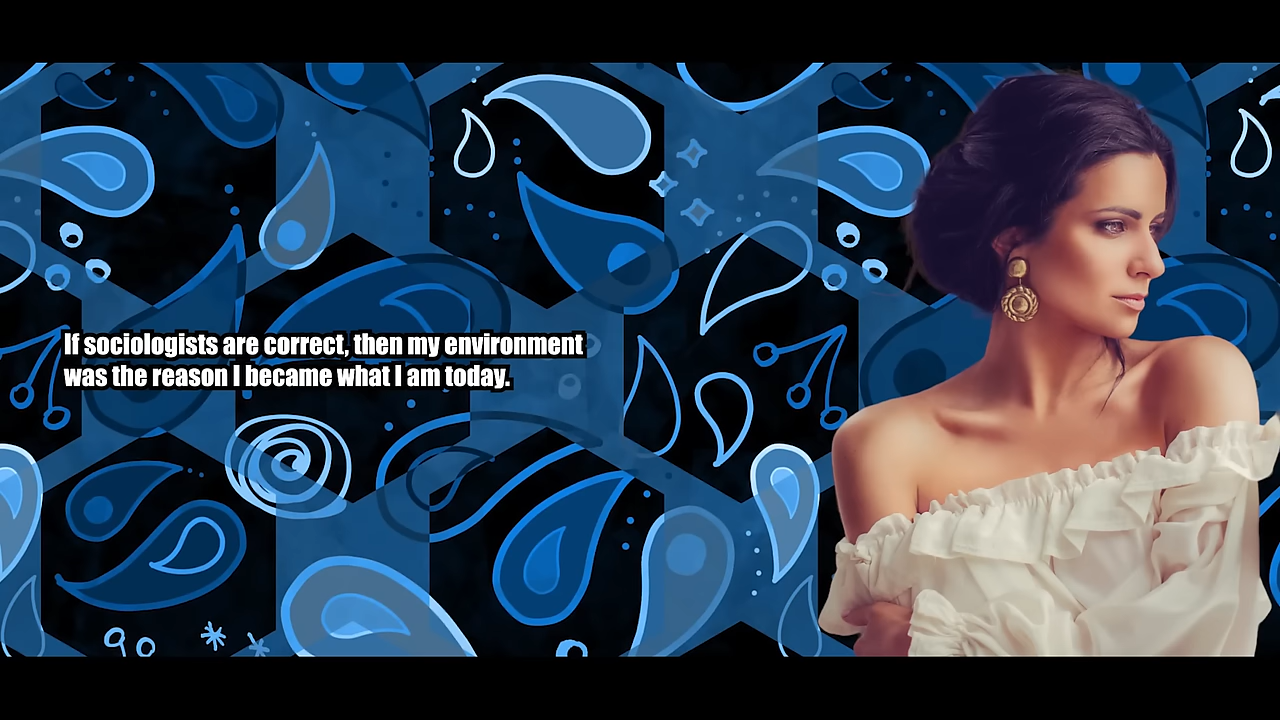 If sociologists are correct, then my environment
was the reason I became what I am today.